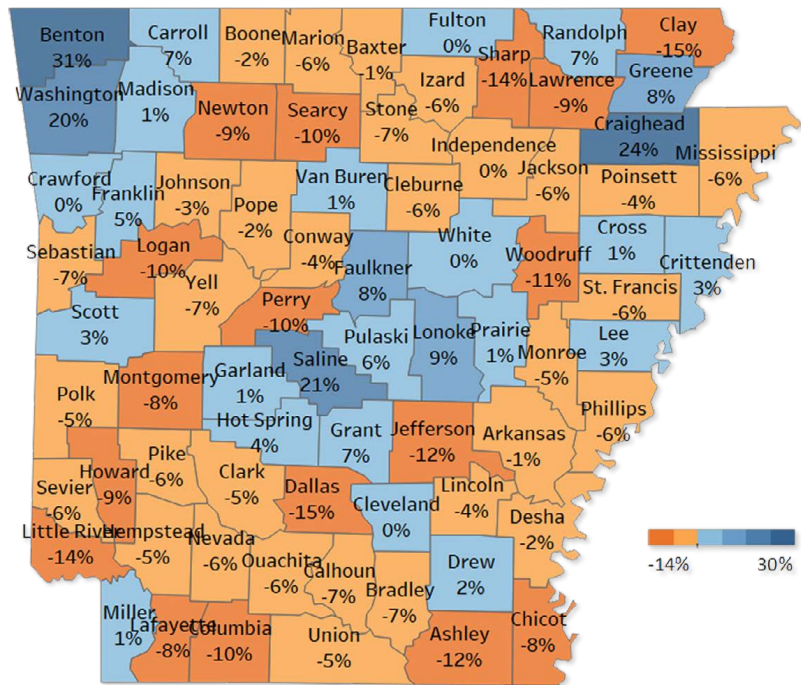 Benton
31%
Carroll
7%
Boone
-2%
Marion
-6%
Baxter
-1%
Fulton
0%
Sharp
-14%
Randolph
7%
Clay
-15%
Greene
8%
Lawrence
-9%
Izard
-6%
Washington
20%
Madison
1%
Newton
-9%
Searcy
-10%
Stone
-7%
Independence
0%
Jackson
-6%
Craighead
24%
Mississippi
-6%
Poinsett
-4%
Crawford
0%
Franklin
5%
Johnson
-3%
Pope
-2%
Van Buren
1%
Cleburne
-6%
Conway
-4%
White
0%
Woodruff
-11%
Cross
1%
Crittenden
3%
Sebastian
-7%
Logan
-10%
Yell
-7%
Faulkner
8%
St. Francis
-6%
Scott
3%
Perry
-10%
Pulaski
6%
Lonoke
9%
Prairie
1%
Monroe
-5%
Lee
3%
Polk
-5%
Montgomery
-8%
Garland
1%
Saline
21%
Hot Spring
4%
Grant
7%
Jefferson
-12%
Arkansas
-1%
Phillips
-6%
Howard
-9%
Pike
-6%
Clark
-5%
Dallas
-15%
Cleveland
0%
Lincoln
-4%
Desha
-2%
Sevier
-6%
Little River
-14%
Hempstead
-5%
Nevada
-6%
Ouachita
-6%
Calhoun
-7%
Bradley
-7%
Drew
2%
Miller
1%
Lafayette
-8%
Columbia
-10%
Union
-5%
Ashley
-12%
Chicot
-8%
-14%
30%